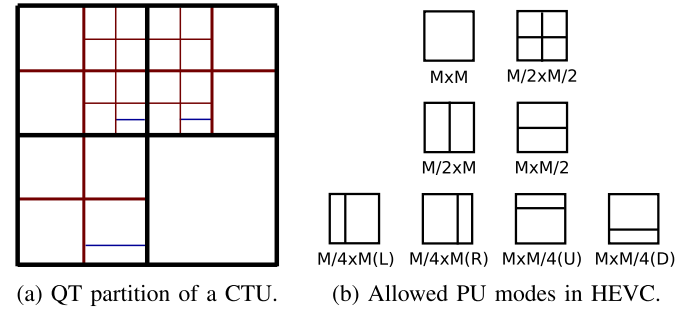 MxM M/2xM/2
M/2xM MxM/2
M/4xM(L) M/4xM(R) MxM/4(U) MxM/4(D)
(a) QT partition of a CTU. (b) Allowed PU modes in HEVC.